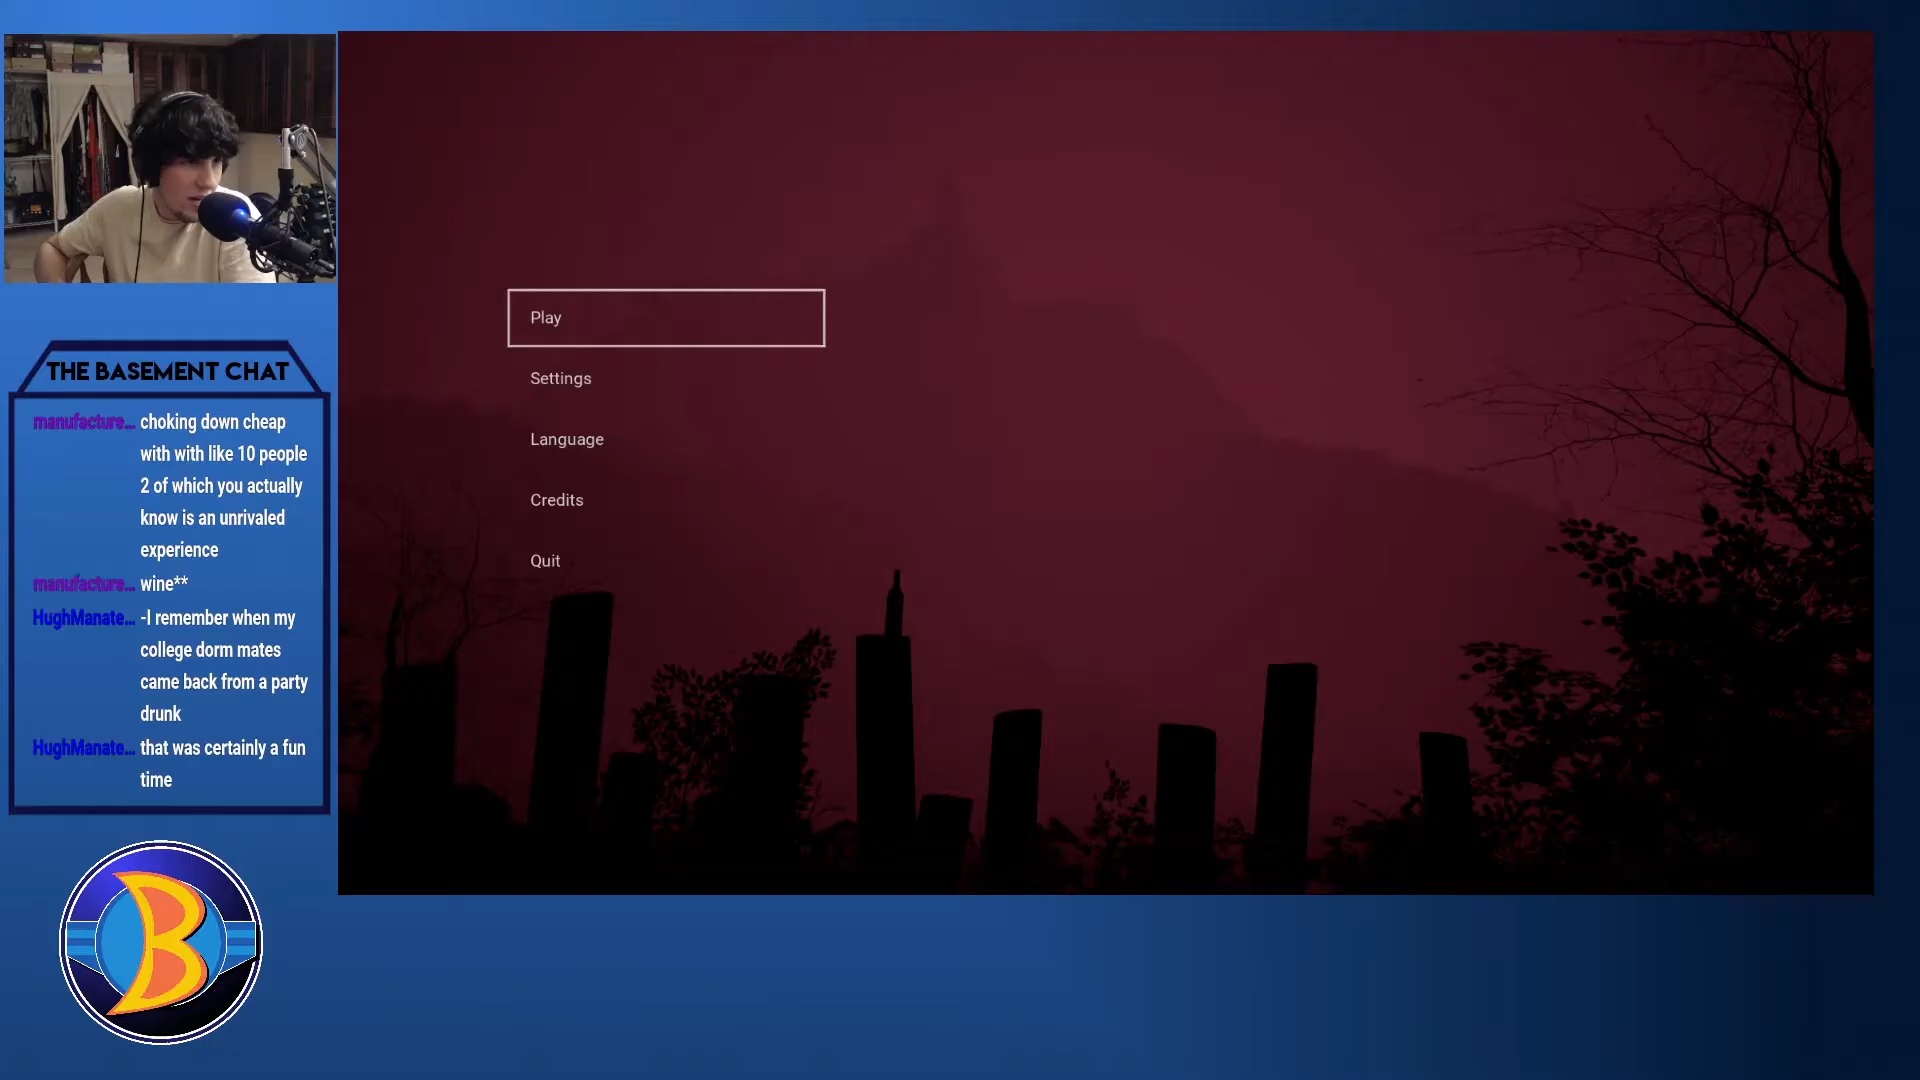 THE BASEMENT CHAT
manufacture... choking down cheap
with with like 10 people
2 of which you actually
know is an unrivaled
experience
manufacture... wine**
HughManate... -I remember when my
college dorm mates
came back from a party
drunk
HughManate... that was certainly a fun
time
B
Play
Settings
Language
Credits
Quit